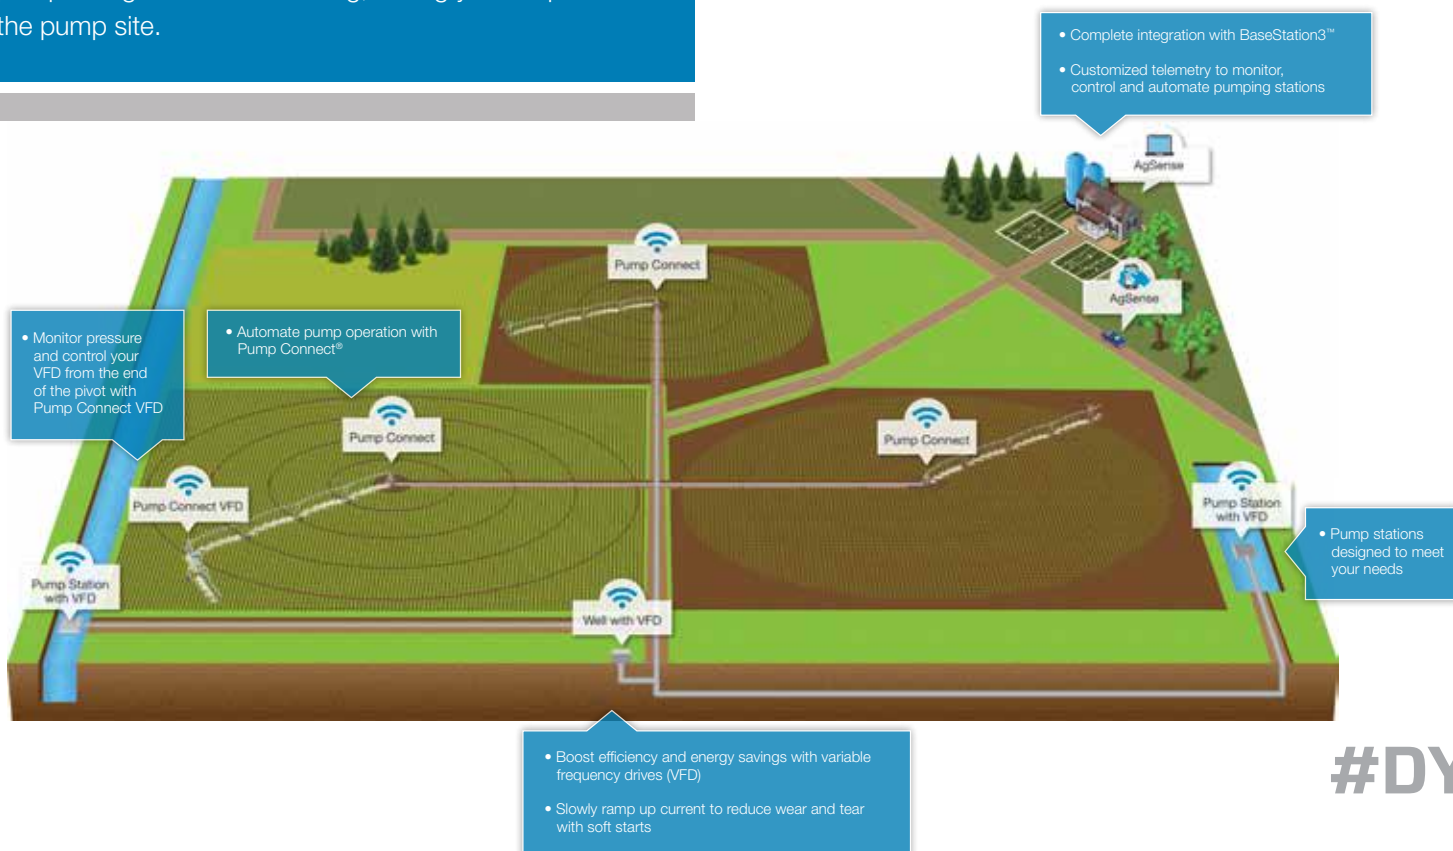 the pump site.
• Complete integration with BaseStation3™
• Customized telemetry to monitor,
control and automate pumping stations
AgSense
Pump Connect
AgSense
• Monitor pressure
and control your
VFD from the end
of the pivot with
Pump Connect VFD
• Automate pump operation with
Pump Connect®
Pump Connect
Pump Connect
Pump Connect VFD
Pump Station
with VFD
Pump Station
with VFD
Well with VFD
• Pump stations
designed to meet
your needs
• Boost efficiency and energy savings with variable
frequency drives (VFD)
• Slowly ramp up current to reduce wear and tear
with soft starts
#DY